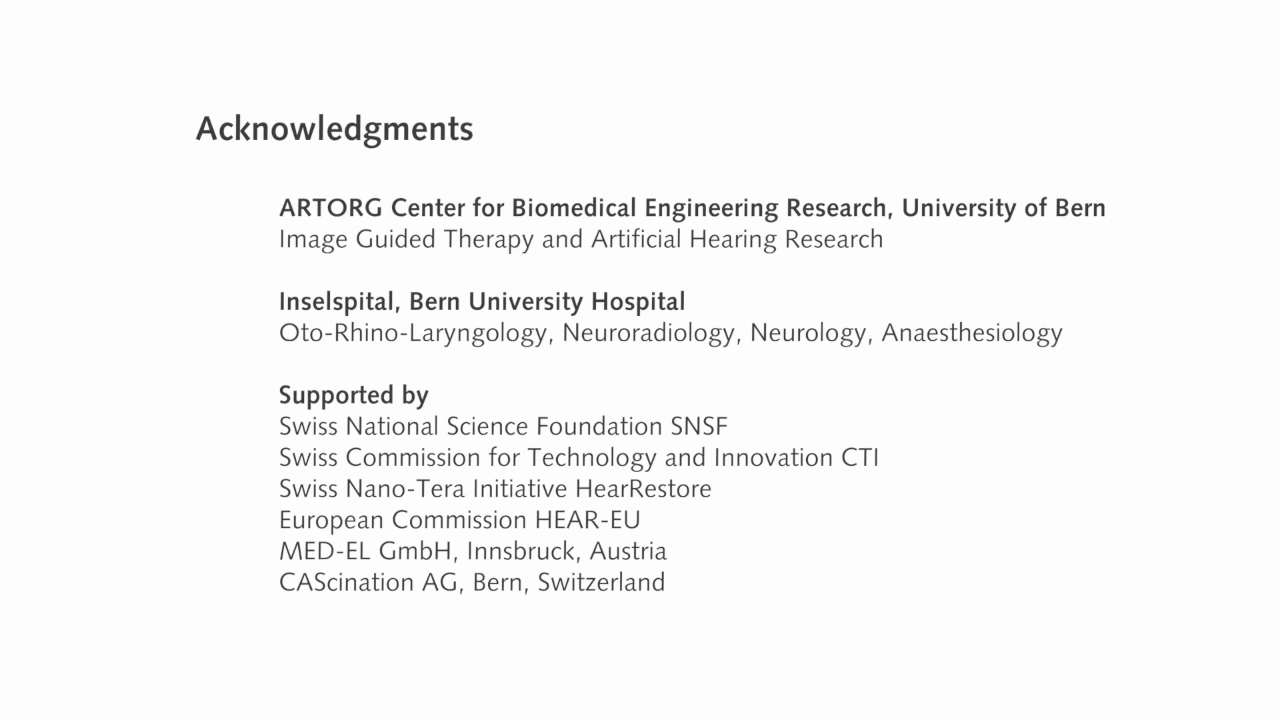 Acknowledgments
ARTORG Center for Biomedical Engineering Research, University of Bern
Image Guided Therapy and Artificial Hearing Research
Inselspital, Bern University Hospital
Oto-Rhino-Laryngology, Neuroradiology, Neurology, Anaesthesiology
Supported by
Swiss National Science Foundation SNSF
Swiss Commission for Technology and Innovation CTI
Swiss Nano-Tera Initiative HearRestore
European Commission HEAR-EU
MED-EL GmbH, Innsbruck, Austria
CAScination AG, Bern, Switzerland